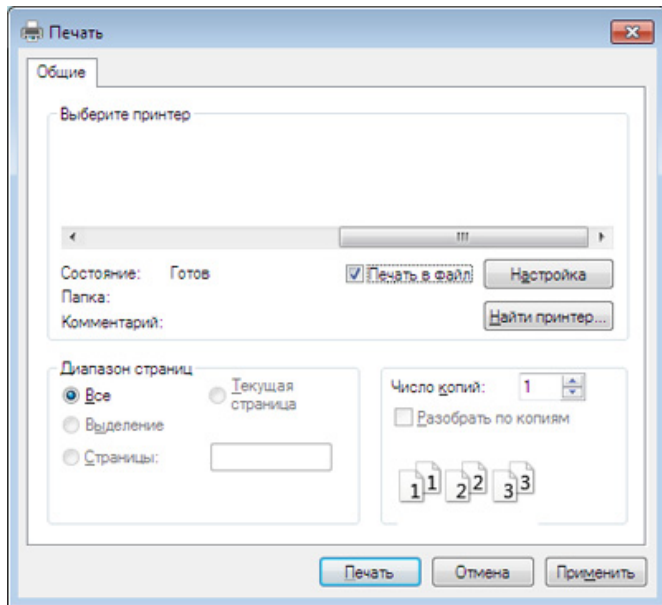 Печать
Общие
Выберите принтер
Состояние: Готов
Печать в файл
Настройка
Папка:
Комментарий:
Найти принтер...
Диапазон страниц
Все
Текущая
страница
Выделение
Страницы:
Число копий: 1
Разобрать по копиям
1 1 2 2 3 3
Печать
Отмена
Применить